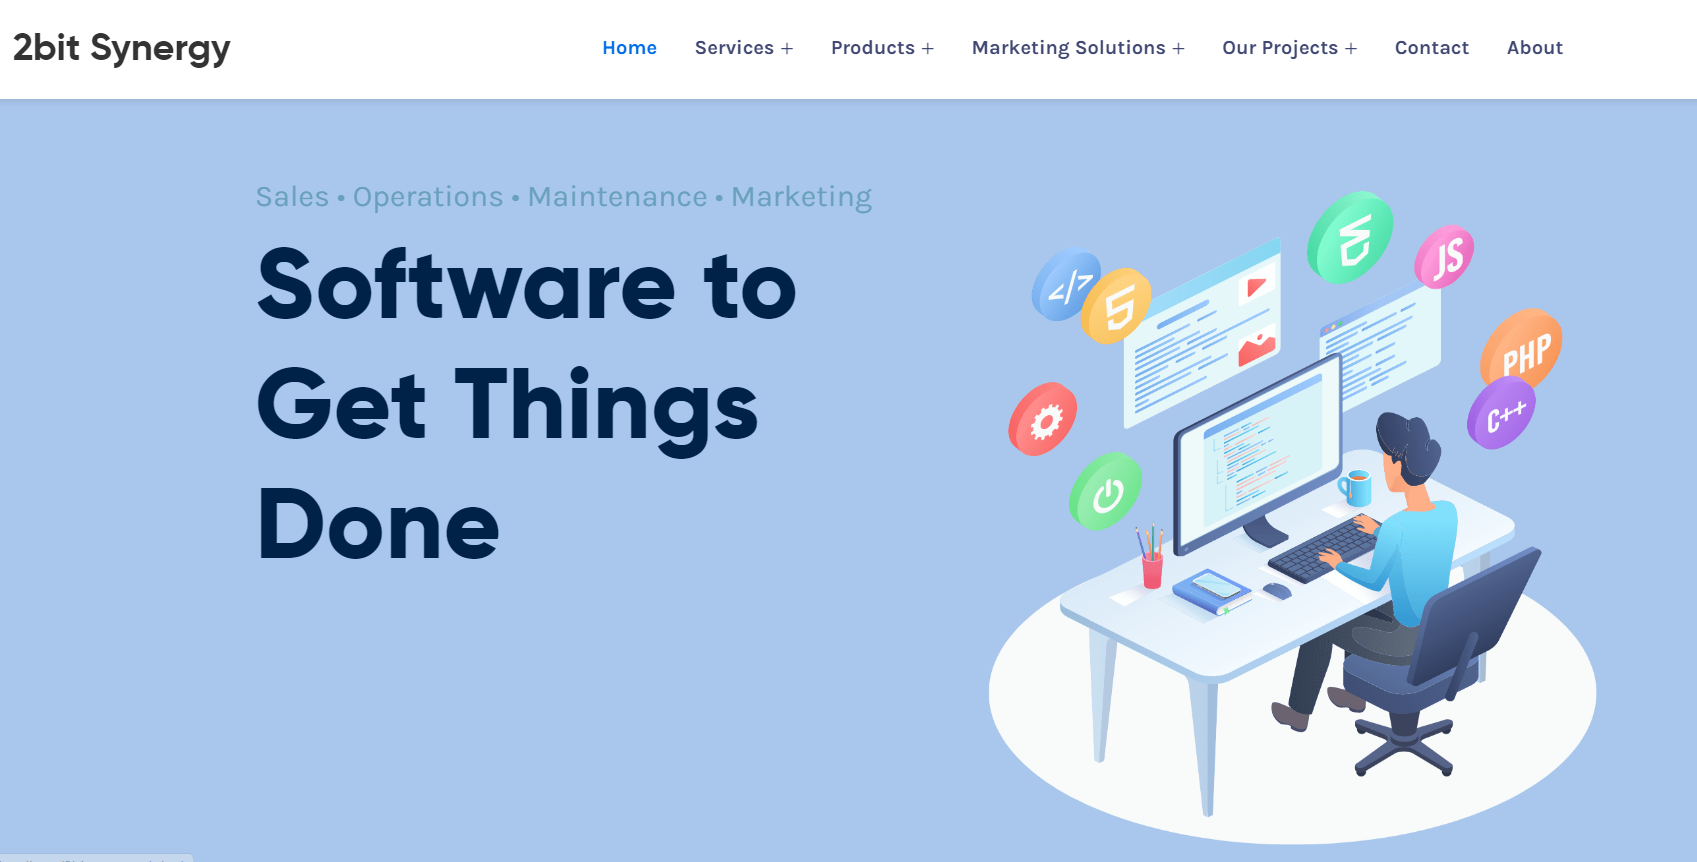 2bit Synergy
Home Services + Products + Marketing Solutions + Our Projects + Contact About
Sales • Operations • Maintenance • Marketing
Software to
Get Things
Done
</>
5
JS
PHP
C++